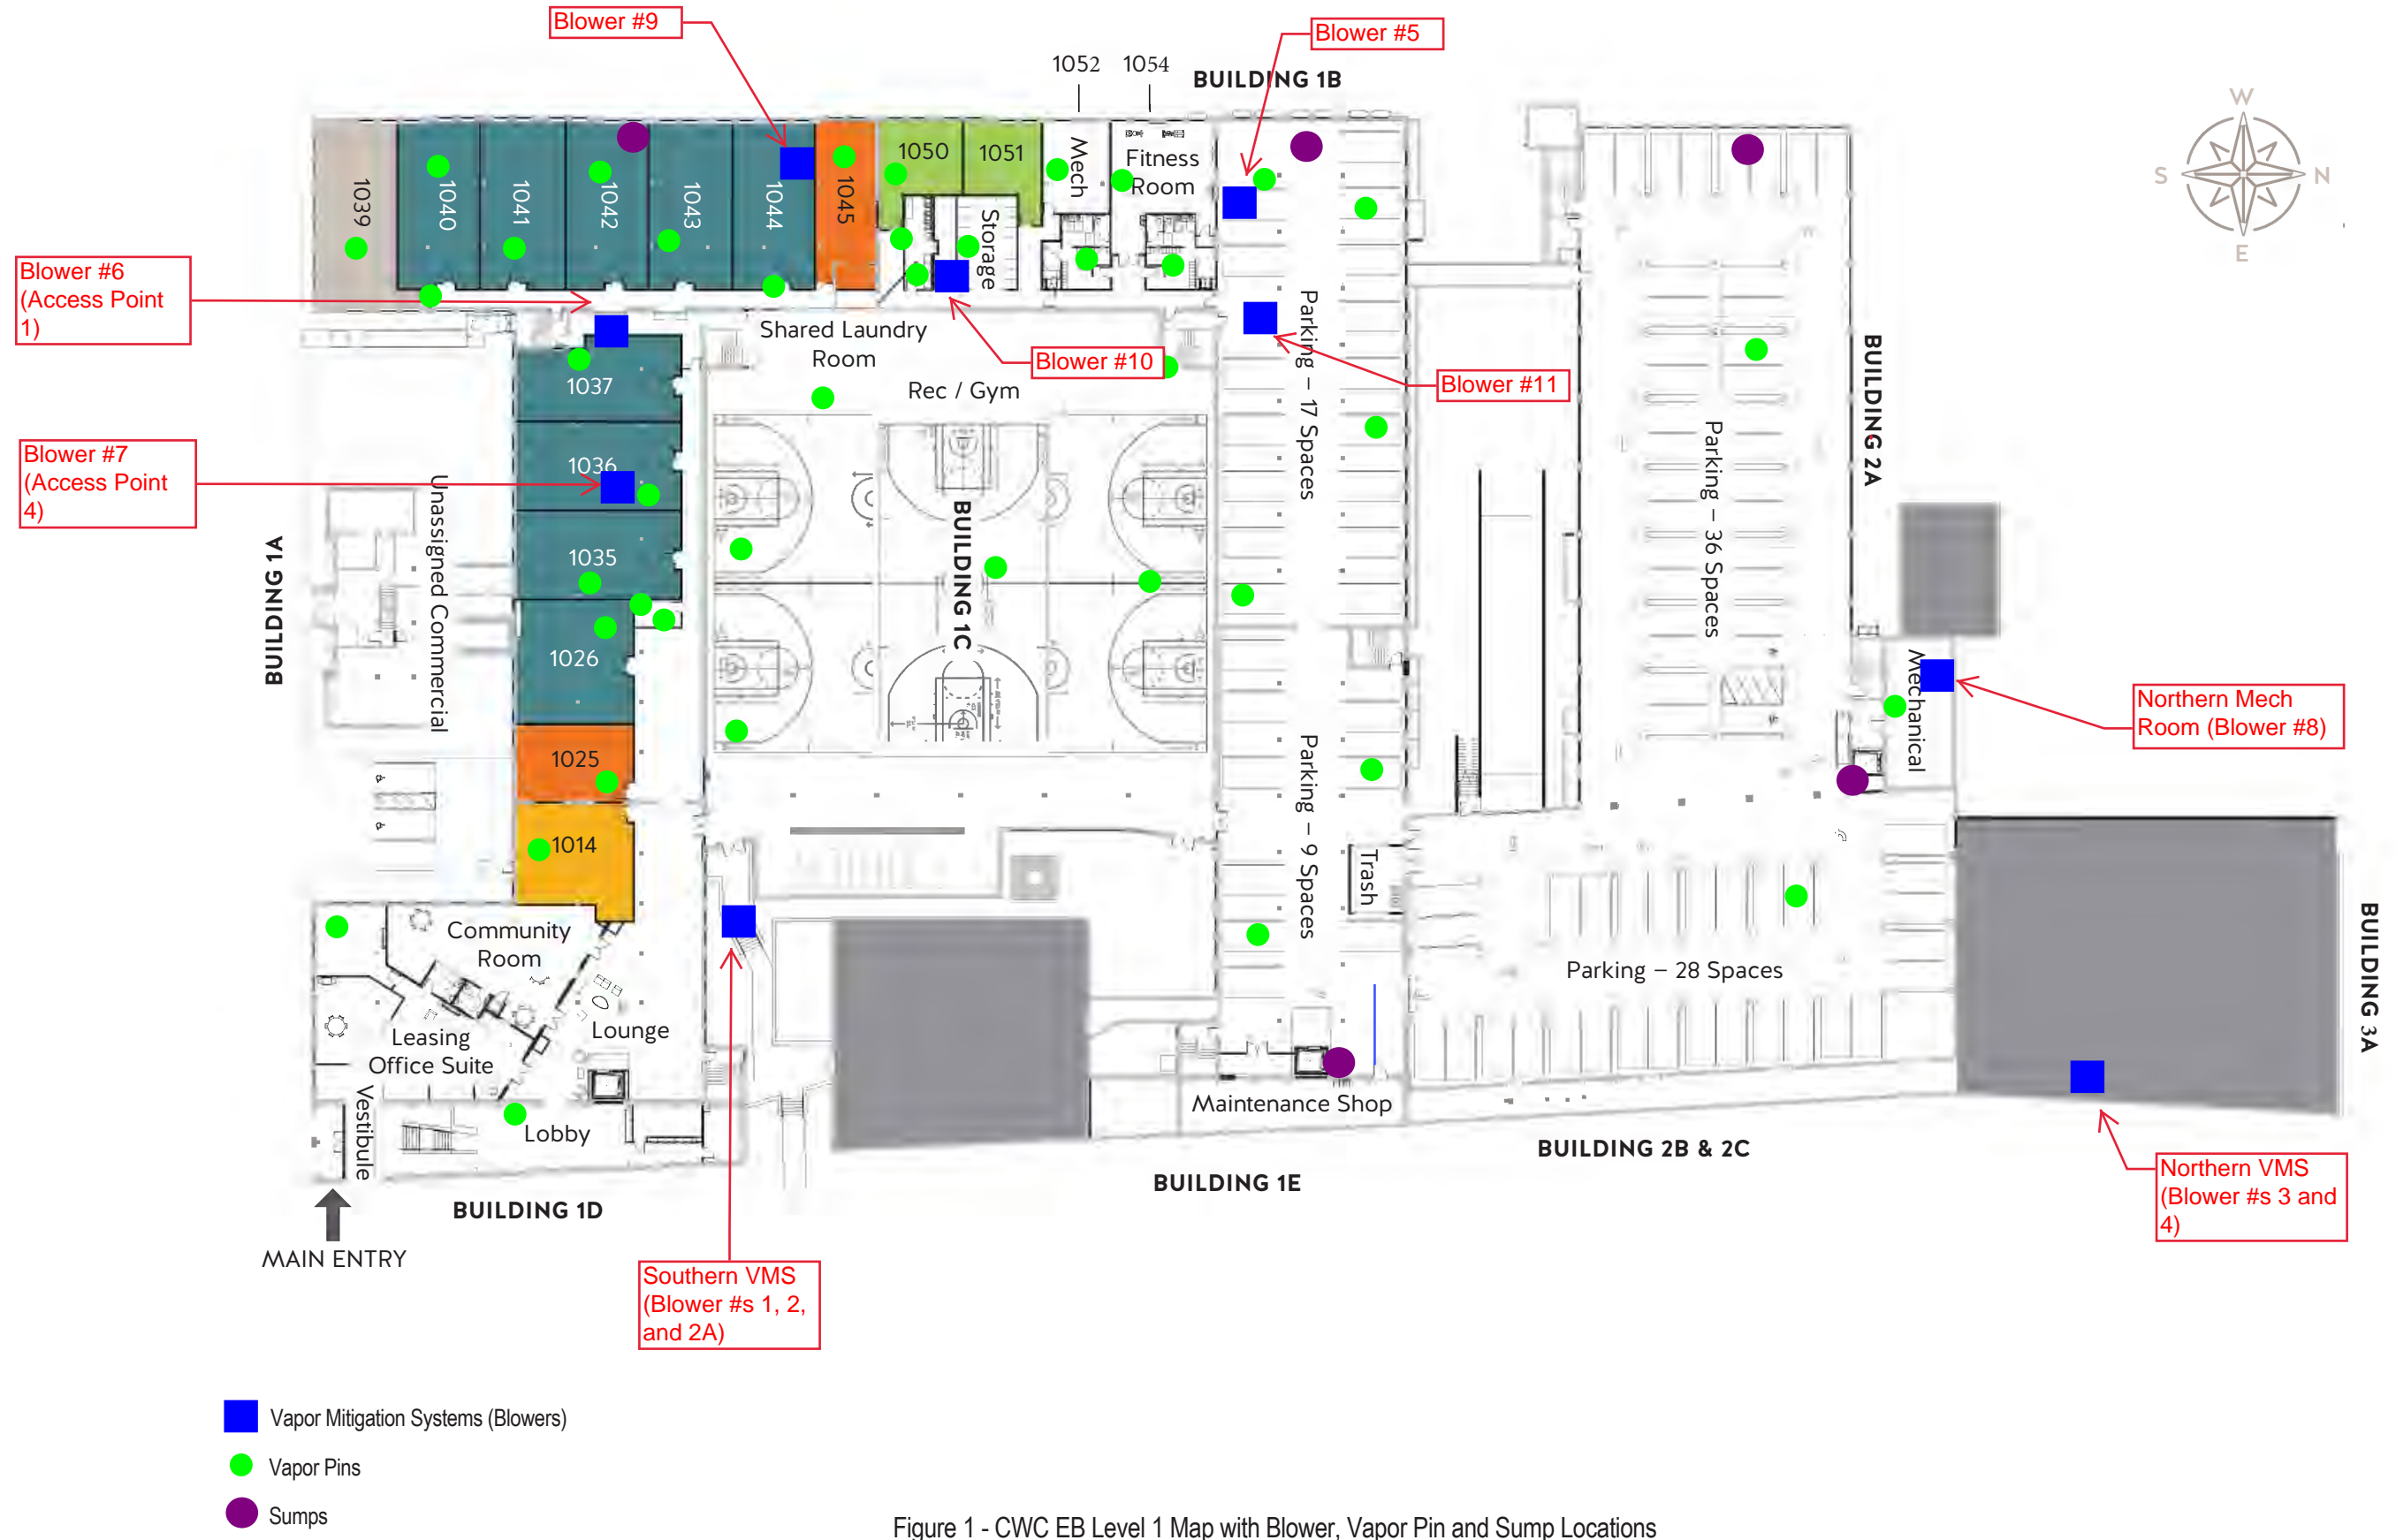 Blower #9
Blower #5
1052
1054
BUILDING 1B
W
S
N
E
1039
1040
1041
1042
1043
1044
1045
1050
1051
Mech
Fitness
Room
Storage
Blower #6
(Access Point
1)
Shared Laundry
Room
Rec / Gym
Blower #10
Blower #11
Parking – 17 Spaces
BUILDING 2A
Parking – 36 Spaces
1037
Blower #7
(Access Point
4)
1036
Unassigned Commercial
BUILDING 1A
1035
BUILDING 1C
1026
Mechanical
Northern Mech
Room (Blower #8)
1025
Parking – 9 Spaces
1014
Trash
Community
Room
Parking – 28 Spaces
BUILDING 3A
Leasing
Office Suite
Lounge
Vestibule
Lobby
Maintenance Shop
BUILDING 2B & 2C
BUILDING 1E
BUILDING 1D
MAIN ENTRY
Northern VMS
(Blower #s 3 and
4)
Southern VMS
(Blower #s 1, 2,
and 2A)
Vapor Mitigation Systems (Blowers)
Vapor Pins
Sumps
Figure 1 - CWC EB Level 1 Map with Blower, Vapor Pin and Sump Locations